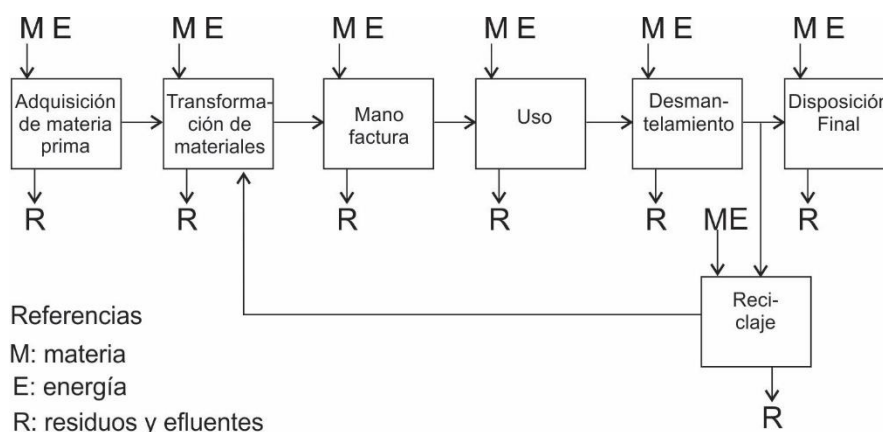 M E
M E
M E
M E
M E
M E
Adquisición
de materia
prima
Transforma-
ción de
materiales
Mano
factura
Uso
Desman-
telamiento
Disposición
Final
R
R
R
R
R
R
ME
Reci-
claje
R
Referencias
M: materia
E: energía
R: residuos y efluentes